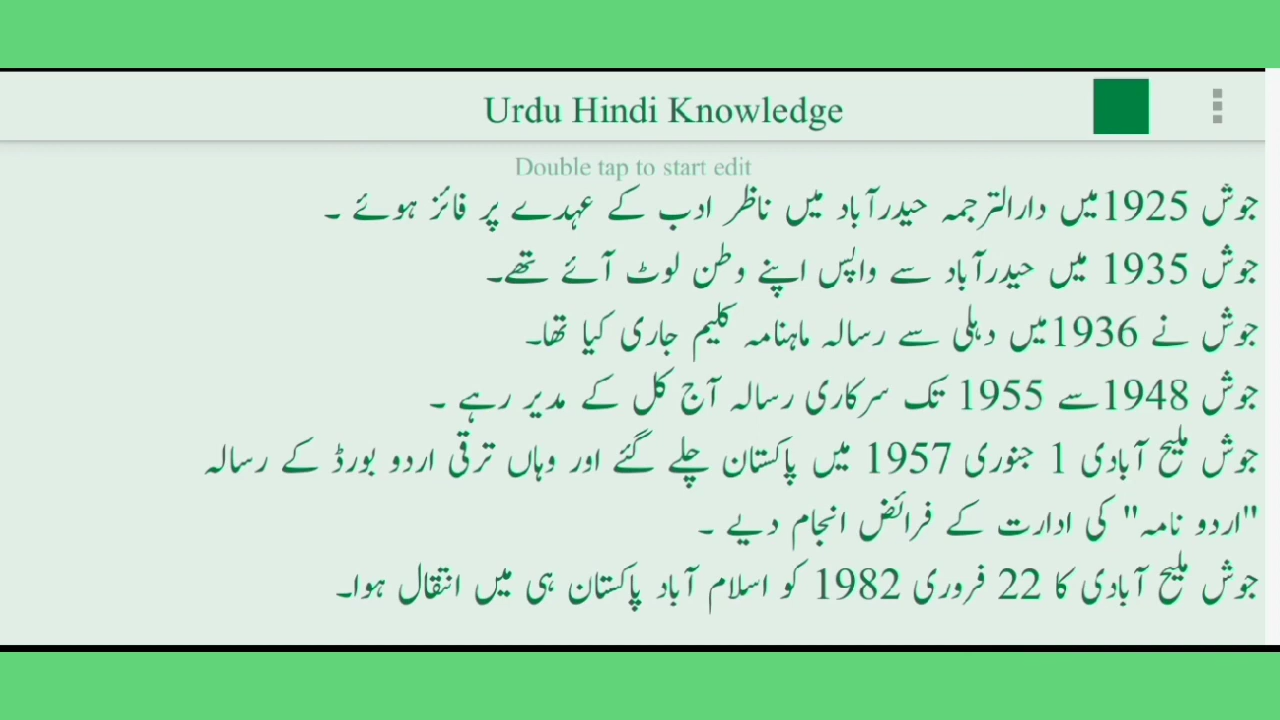 Urdu Hindi Knowledge
Double tap to start edit
جوش 1925میں دارالترجمہ حیدرآباد میں ناظر ادب کے عہدے پر فائز ہوئے ۔
جوش 1935 میں حیدرآباد سے واپس اپنے وطن لوٹ آئے تھے۔
جوش نے 1936میں دہلی سے رسالہ ماہنامہ کلیم جاری کیا تھا۔
جوش 1948سے 1955 تک سرکاری رسالہ آج کل کے مدیر رہے ۔
جوش ملیح آبادی 1 جنوری 1957 میں پاکستان چلے گئے اور وہاں ترقی اردو بورڈ کے رسالہ
"اردو نامہ" کی ادارت کے فرائض انجام دیے ۔
جوش ملیح آبادی کا 22 فروری 1982 کو اسلام آباد پاکستان ہی میں انتقال ہوا۔